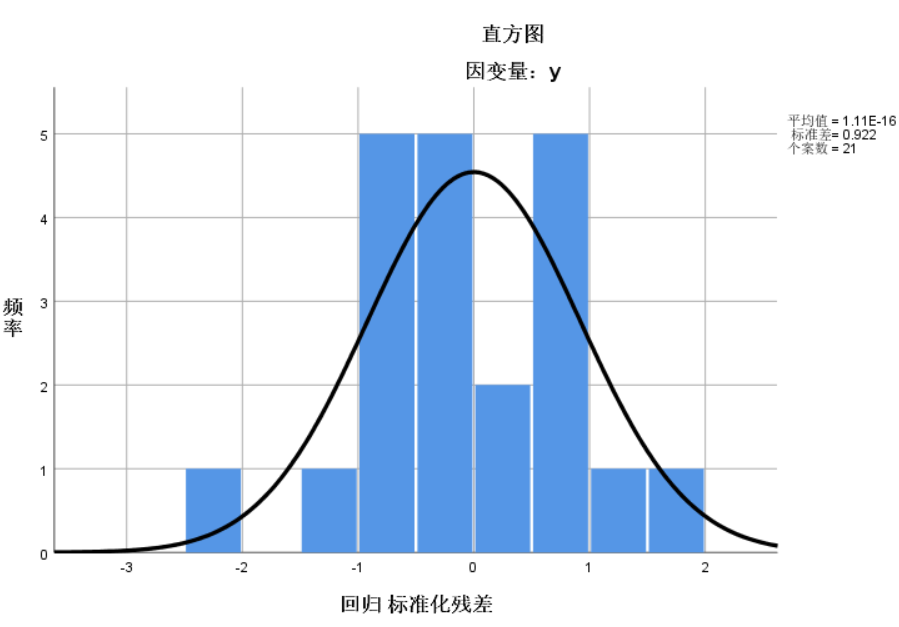 直方图
因变量：y
平均值 = 1.11E-16
标准差= 0.922
个案数 = 21
频率
5
4
3
2
1
0
-3
-2
-1
0
1
2
回归 标准化残差